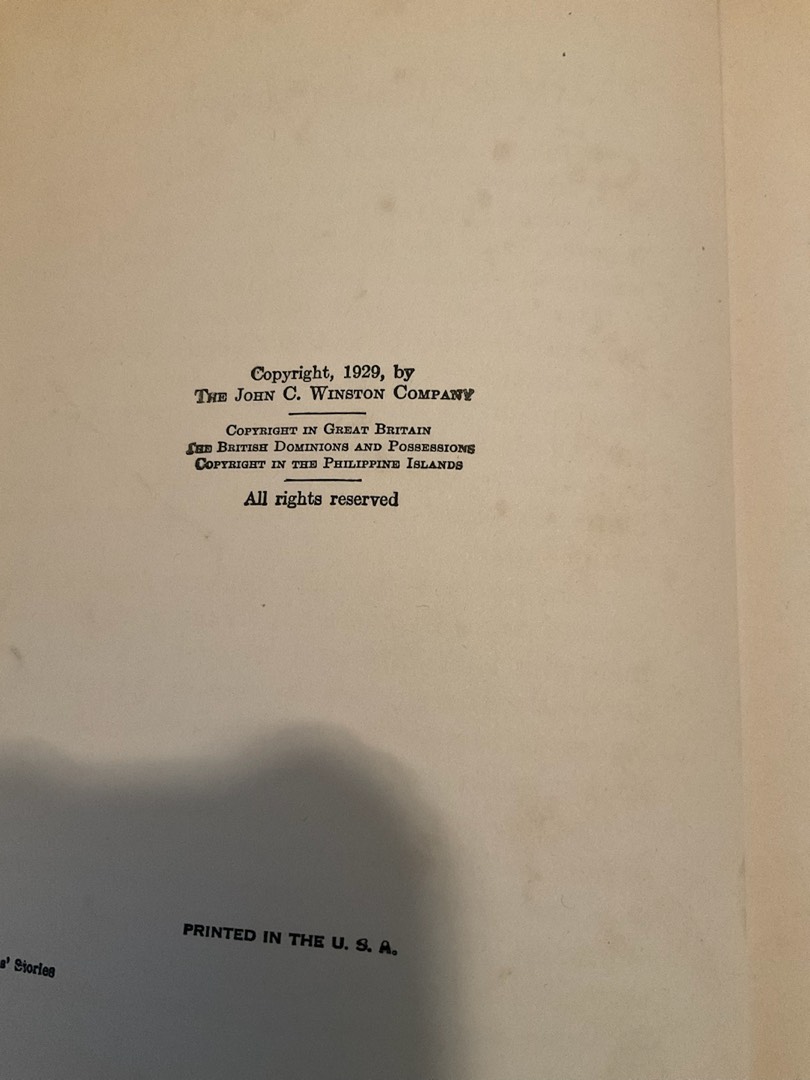 Copyright, 1929, by
THE JOHN C. WINSTON COMPANY
COPYRIGHT IN GREAT BRITAIN
THE BRITISH DOMINIONS AND POSSESSIONS
COPYRIGHT IN THE PHILIPPINE ISLANDS
All rights reserved
PRINTED IN THE U. S. A.
s' Stories